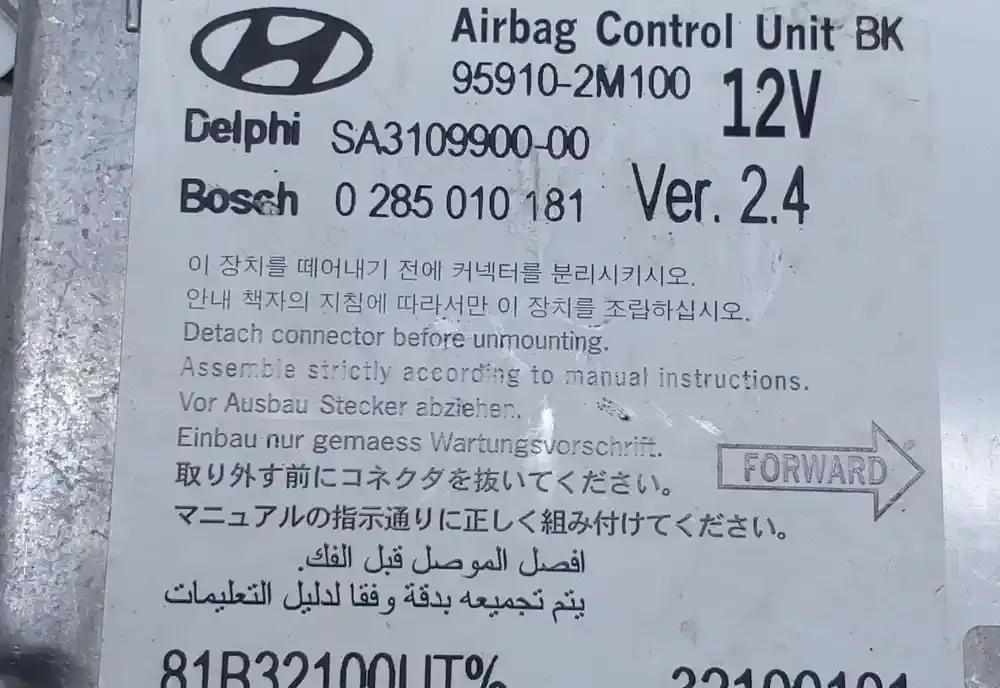 Airbag Control Unit BK
95910-2M100 12V
Delphi SA3109900-00
Bosch 0 285 010 181 Ver. 2.4
이 장치를 떼어내기 전에 커넥터를 분리시키시오.
안내 책자의 지침에 따라서만 이 장치를 조립하십시오.
Detach connector before unmounting.
Assemble strictly according to manual instructions.
Vor Ausbau Stecker abziehen.
Einbau nur gemaess Wartungsvorschrift.
FORWARD
取り外す前にコネクタを抜いてください。
マニュアルの指示通りに正しく組み付けてください。
افصل الموصل قبل الفك.
يتم تجميعه بدقة وفقا لدليل التعليمات